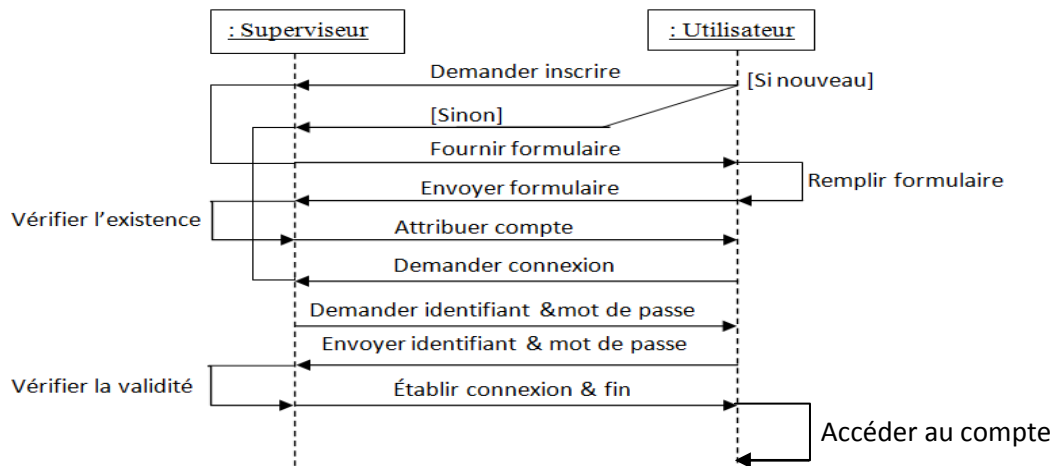 : Superviseur
: Utilisateur
Demander inscrire
[Si nouveau]
[Sinon]
Fournir formulaire
Envoyer formulaire
Remplir formulaire
Vérifier l’existence
Attribuer compte
Demander connexion
Demander identifiant &mot de passe
Envoyer identifiant & mot de passe
Vérifier la validité
Établir connexion & fin
Accéder au compte